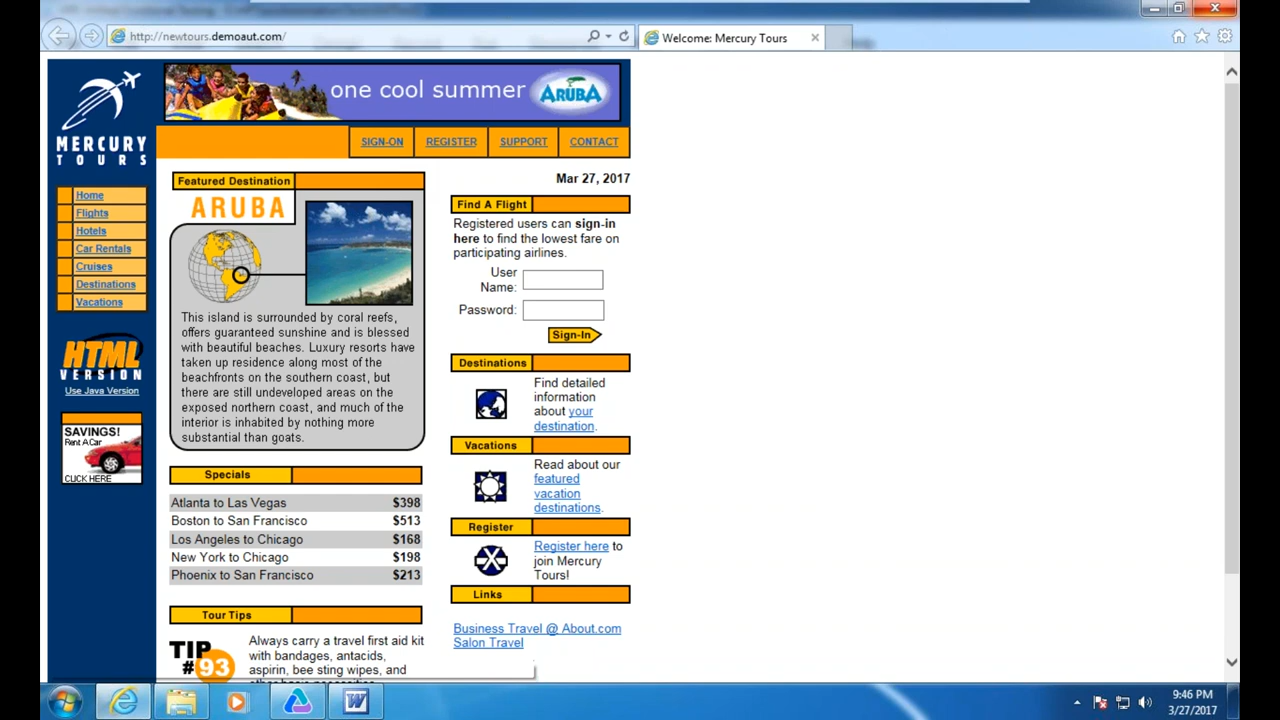 http://newtours.demoaut.com/
Welcome: Mercury Tours
one cool summer
ARUBA
MERCURY
TOURS
SIGN-ON
REGISTER
SUPPORT
CONTACT
Home
Flights
Hotels
Car Rentals
Cruises
Destinations
Vacations
HTML
VERSION
Use Java Version
SAVINGS!
Rent A Car
CLICK HERE
Featured Destination
ARUBA
This island is surrounded by coral reefs,
offers guaranteed sunshine and is blessed
with beautiful beaches. Luxury resorts have
taken up residence along most of the
beachfronts on the southern coast, but
there are still undeveloped areas on the
exposed northern coast, and much of the
interior is inhabited by nothing more
substantial than goats.
Specials
Atlanta to Las Vegas $398
Boston to San Francisco $513
Los Angeles to Chicago $168
New York to Chicago $198
Phoenix to San Francisco $213
Tour Tips
TIP
#93
Always carry a travel first aid kit
with bandages, antacids,
aspirin, bee sting wipes, and
Mar 27, 2017
Find A Flight
Registered users can sign-in
here to find the lowest fare on
participating airlines.
User
Name:
Password:
Sign-In
Destinations
Find detailed
information
about your
destination.
Vacations
Read about our
featured
vacation
destinations.
Register
Register here to
join Mercury
Tours!
Links
Business Travel @ About.com
Salon Travel
9:46 PM
3/27/2017